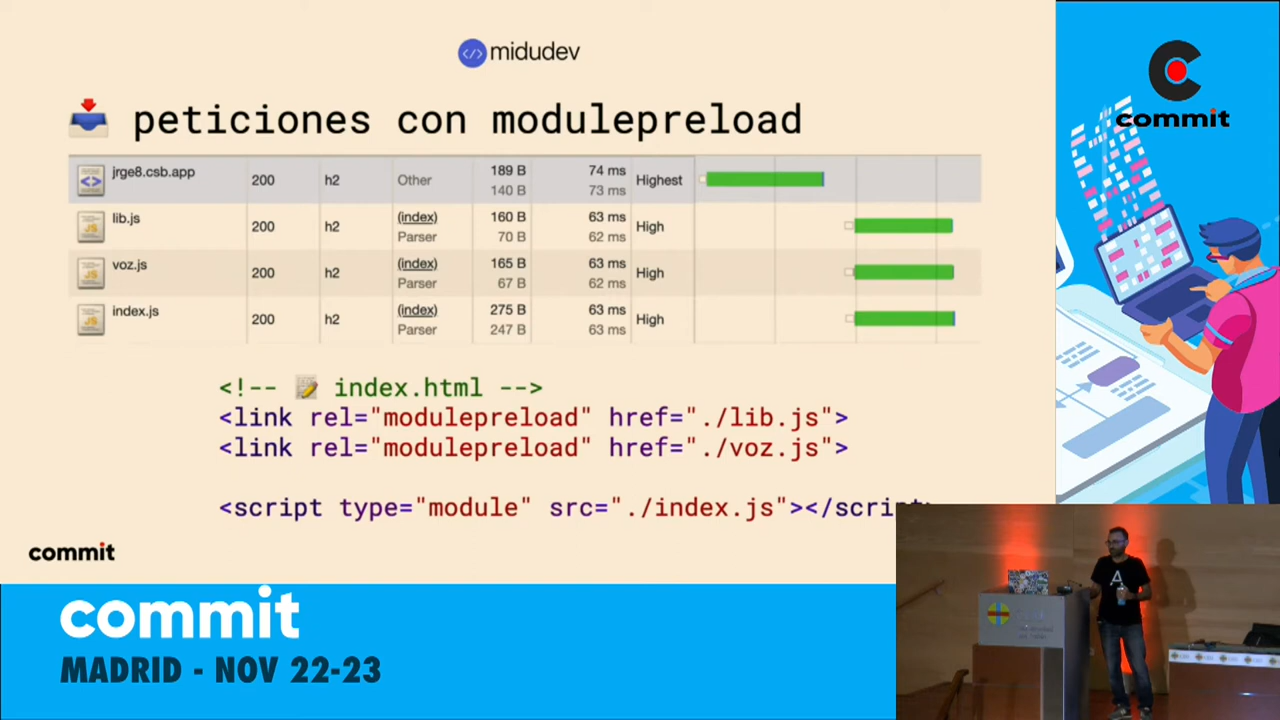 midudev
peticiones con modulepreload
jrge8.csb.app 200 h2 Other 189 B 74 ms Highest
140 B 73 ms
lib.js 200 h2 (index) 160 B 63 ms High
Parser 70 B 62 ms
voz.js 200 h2 (index) 165 B 63 ms High
Parser 67 B 62 ms
index.js 200 h2 (index) 275 B 63 ms High
Parser 247 B 63 ms
<!-- 📝 index.html -->
<link rel="modulepreload" href="./lib.js">
<link rel="modulepreload" href="./voz.js">
<script type="module" src="./index.js"></script>
commit
commit
MADRID - NOV 22-23
commit